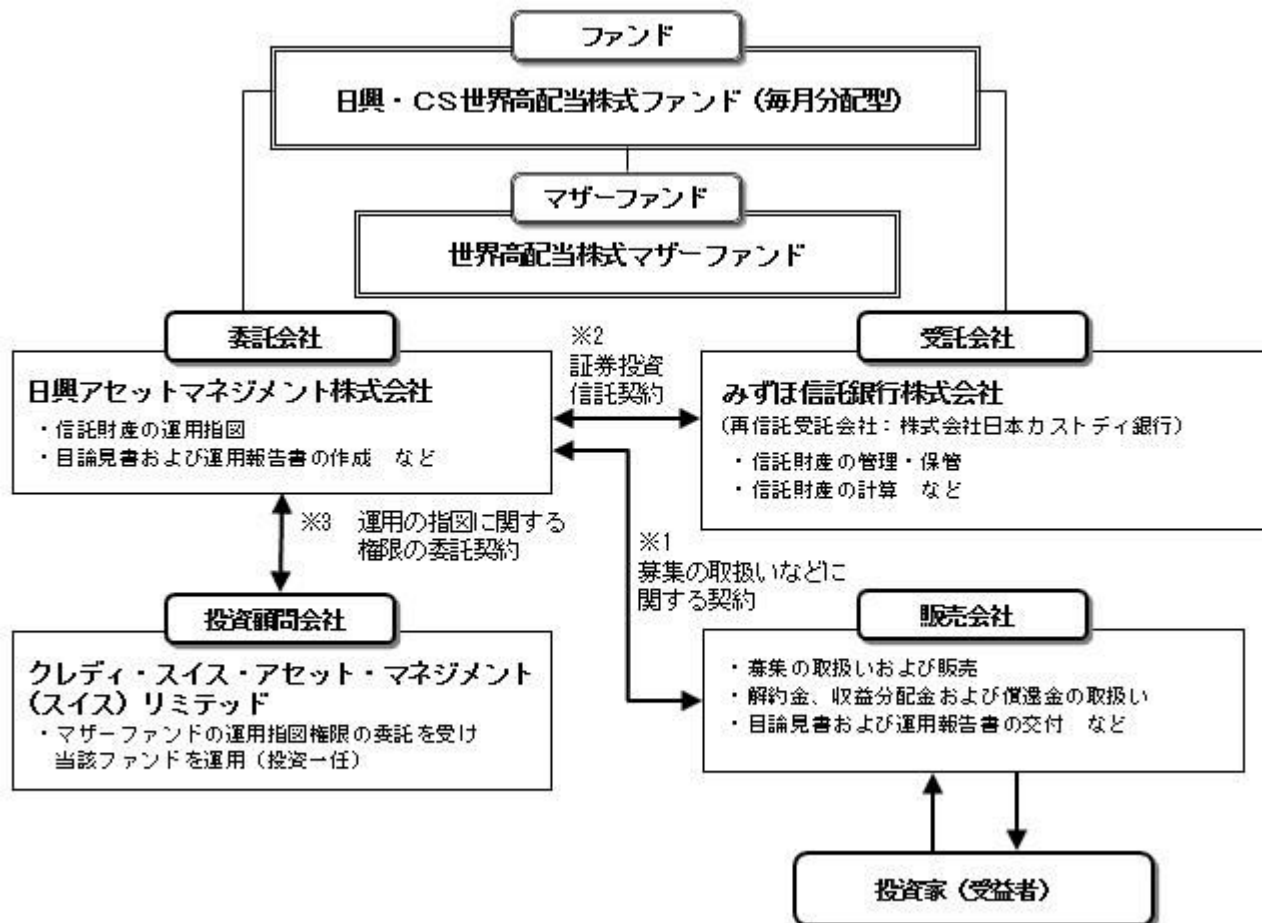 ファンド
日興・CS世界高配当株式ファンド（毎月分配型）
マザーファンド
世界高配当株式マザーファンド
委託会社
日興アセットマネジメント株式会社
・信託財産の運用指図
・目論見書および運用報告書の作成　など
※2
証券投資
信託契約
受託会社
みずほ信託銀行株式会社
（再信託受託会社：株式会社日本カストディ銀行）
・信託財産の管理・保管
・信託財産の計算　など
※3　運用の指図に関する
権限の委託契約
※1
募集の取扱いなどに
関する契約
投資顧問会社
クレディ・スイス・アセット・マネジメント
（スイス）リミテッド
・マザーファンドの運用指図権限の委託を受け
当該ファンドを運用（投資一任）
販売会社
・募集の取扱いおよび販売
・解約金、収益分配金および償還金の取扱い
・目論見書および運用報告書の交付　など
投資家（受益者）